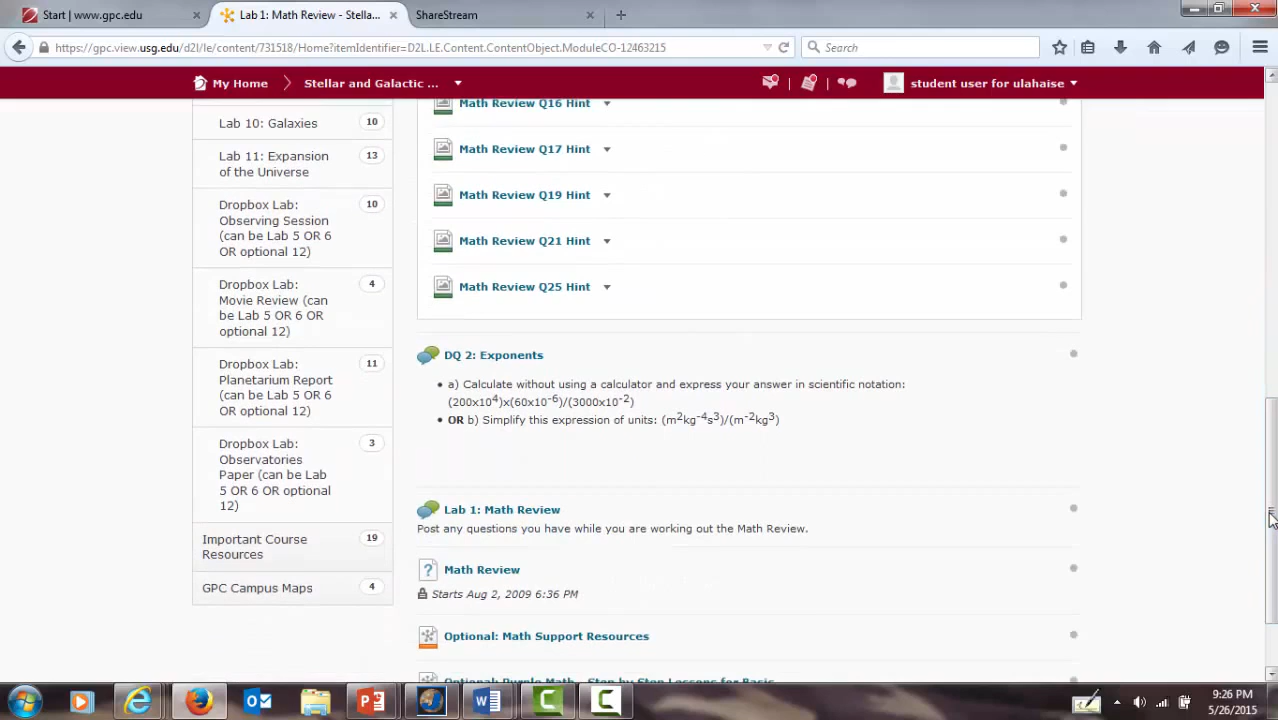 Start | www.gpc.edu
Lab 1: Math Review - Stella...
ShareStream
https://gpc.view.usg.edu/d2l/le/content/731518/Home?itemIdentifier=D2L.LE.Content.ContentObject.ModuleCO-12463215
Search
My Home
Stellar and Galactic ...
student user for ulahaise
Math Review Q16 Hint
Lab 10: Galaxies
10
Math Review Q17 Hint
Lab 11: Expansion
of the Universe
13
Math Review Q19 Hint
Dropbox Lab:
Observing Session
(can be Lab 5 OR 6
OR optional 12)
10
Math Review Q21 Hint
Dropbox Lab:
Movie Review (can
be Lab 5 OR 6 OR
optional 12)
4
Math Review Q25 Hint
Dropbox Lab:
Planetarium Report
(can be Lab 5 OR 6
OR optional 12)
11
Dropbox Lab:
Observatories
Paper (can be Lab
5 OR 6 OR optional
12)
3
Important Course
Resources
19
GPC Campus Maps
4
DQ 2: Exponents
• a) Calculate without using a calculator and express your answer in scientific notation:
(200x10⁴)x(60x10⁻⁶)/(3000x10⁻²)
• OR b) Simplify this expression of units: (m²kg⁻⁴s³)/(m⁻²kg³)
Lab 1: Math Review
Post any questions you have while you are working out the Math Review.
Math Review
Starts Aug 2, 2009 6:36 PM
Optional: Math Support Resources
Optional: Purple Math - Step by Step Lessons for Basic
9:26 PM
5/26/2015